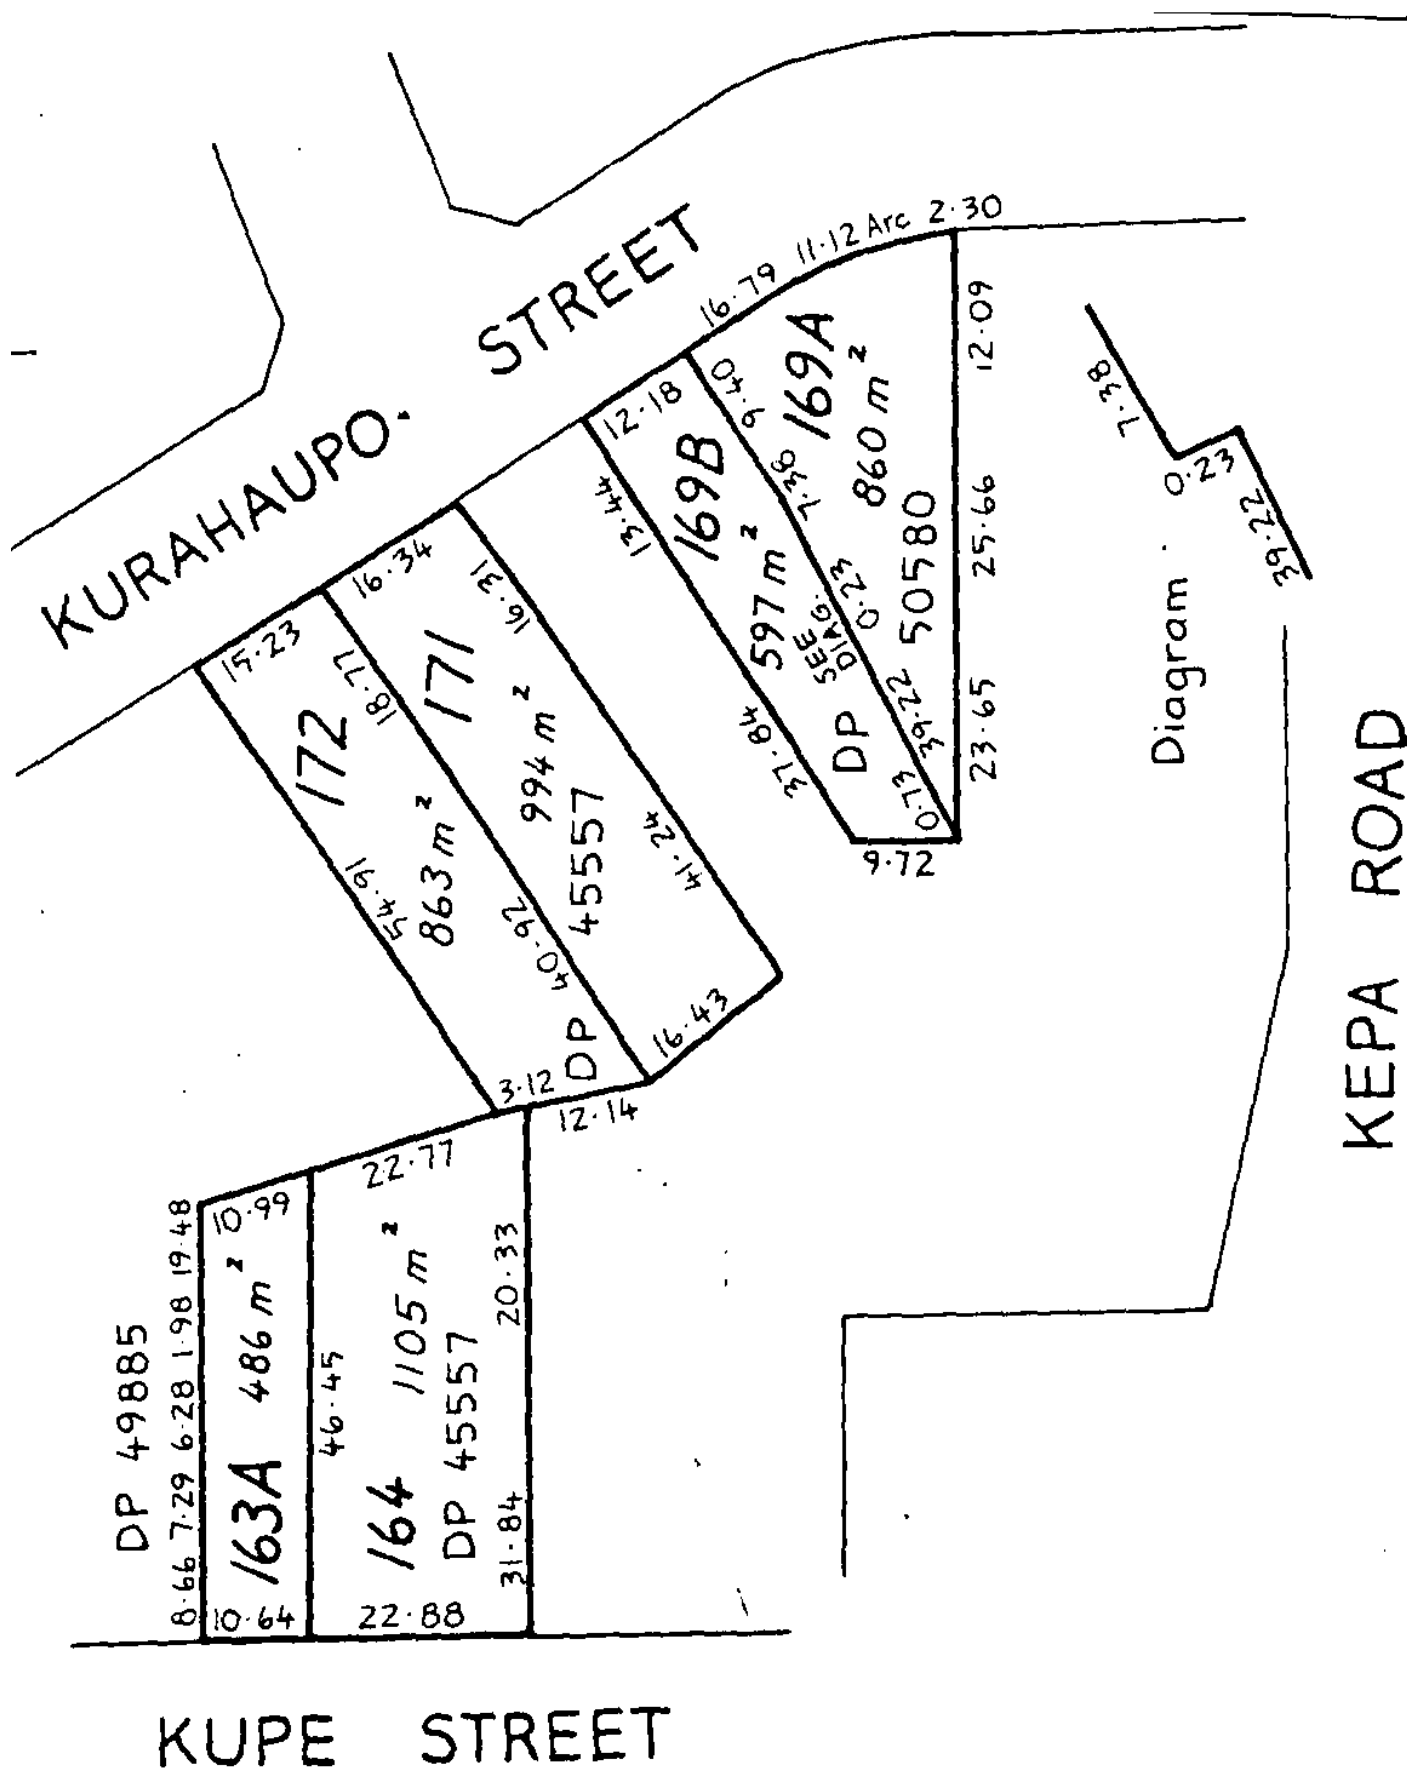 KURAHAUPO. STREET
2.30
11.12 Arc
16.79
12.18
16.34
15.23
12.09
25.66
23.65
169A
860 m²
9.40
7.36
0.23
39.22
0.73
169B
597 m²
SEE
DIAG.
DP 50580
13.44
37.84
9.72
7.38
0.23
39.22
Diagram
171
994 m²
16.31
41.24
16.43
18.77
40.92
172
863 m²
54.91
DP 45557
3.12
12.14
22.77
10.99
DP 49885
8.66 7.29 6.28 1.98 19.48
163A 486 m²
10.64
46.45
164 1105 m²
DP 45557
31.84 20.33
22.88
KEPA ROAD
KUPE STREET